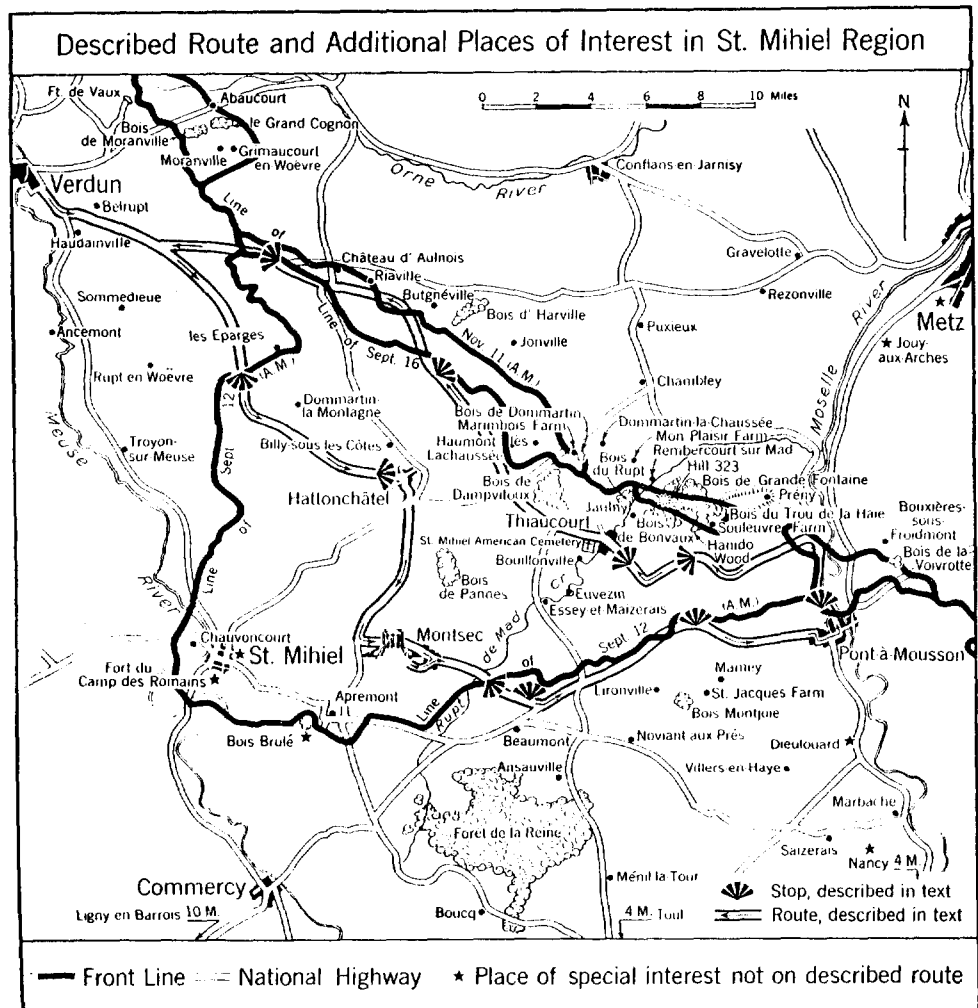 Described Route and Additional Places of Interest in St. Mihiel Region
Ft. de Vaux
Abaucourt
0 2 4 6 8 10 Miles
N
Bois
de Moranville
le Grand Cognon
Moranville
Grimaucourt
en Woëvre
Conflans-en-Jarnisy
Orne River
Verdun
Belrupt
Line of
Haudainville
Château d' Aulnois
Riaville
Gravelotte
Butgnéville
Rezonville
Bois d' Harville
Sommedieue
Line of Sept. 16
Nov. 11 (A.M.)
Puxieux
River
Metz
Ancemont
les Eparges
Jonville
Jouy-
aux-Arches
Rupt en Woëvre
(A.M.)
Chambley
Moselle
Meuse
Dommartin-
la Montagne
Bois de Dommartin
Marimbois Farm
Dommartin-la-Chaussée
Mon Plaisir Farm
Rembercourt sur Mad
Troyon-
sur-Meuse
Billy-sous les Côtes
Haumont lès
Lachaussée
Bois
du Rupt
Hill 323
Bois de Grande Fontaine
Line of Sept 12
Hattonchâtel
Bois de
Dampvitoux
Prény
Jaulny
Bois du Trou de la Haie
Bouxières-
sous-
Froidmont
Thiaucourt
Bois
de Bonvaux
Souleuvre Farm
St. Mihiel American Cemetery
Hanido
Wood
Bois de la
Voivrotte
Bouillonville
Bois
de Pannes
Euvezin
Essey-et-Maizerais
River
Rupt de Mad
Line of Sept. 12 (A.M.)
Chauvoncourt
St. Mihiel
Montsec
Pont-à-Mousson
Fort du
Camp des Romains
Mamey
Apremont
Lironville
St. Jacques Farm
Bois Montjoie
Bois Brulé
Beaumont
Noviant aux Prés
Dieulouard
Ansauville
Villers-en-Haye
Marbache
Foret de la Reine
Saizerais
Nancy 4 M.
Commercy
Ménil-la-Tour
Stop, described in text
Ligny en Barrois 10 M.
Boucq
4 M. Toul
Route, described in text
Front Line
National Highway
Place of special interest not on described route